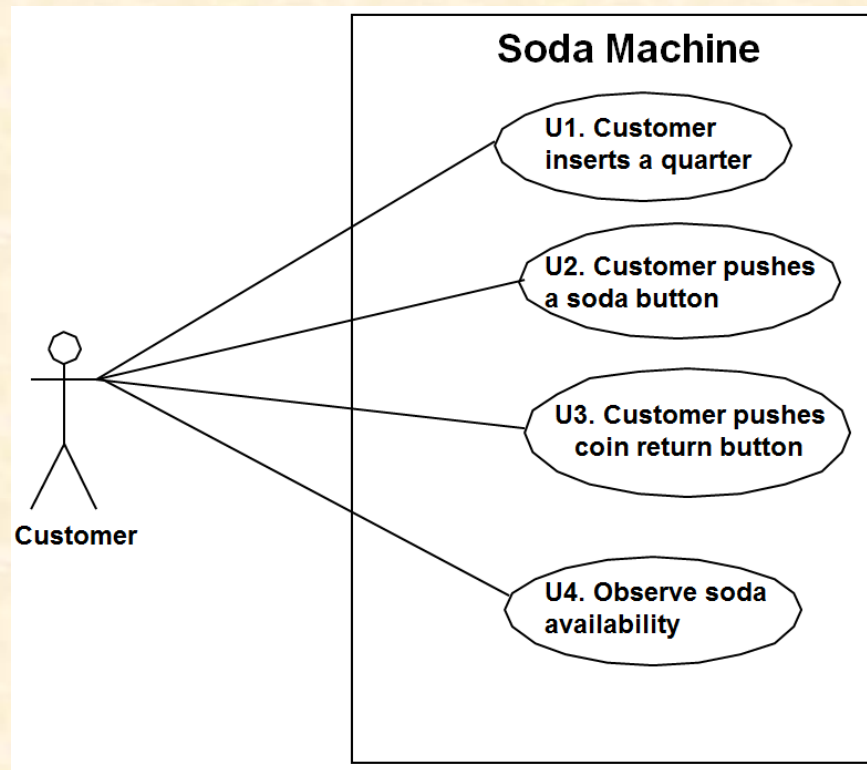 Soda Machine
U1. Customer
inserts a quarter
U2. Customer pushes
a soda button
U3. Customer pushes
coin return button
Customer
U4. Observe soda
availability